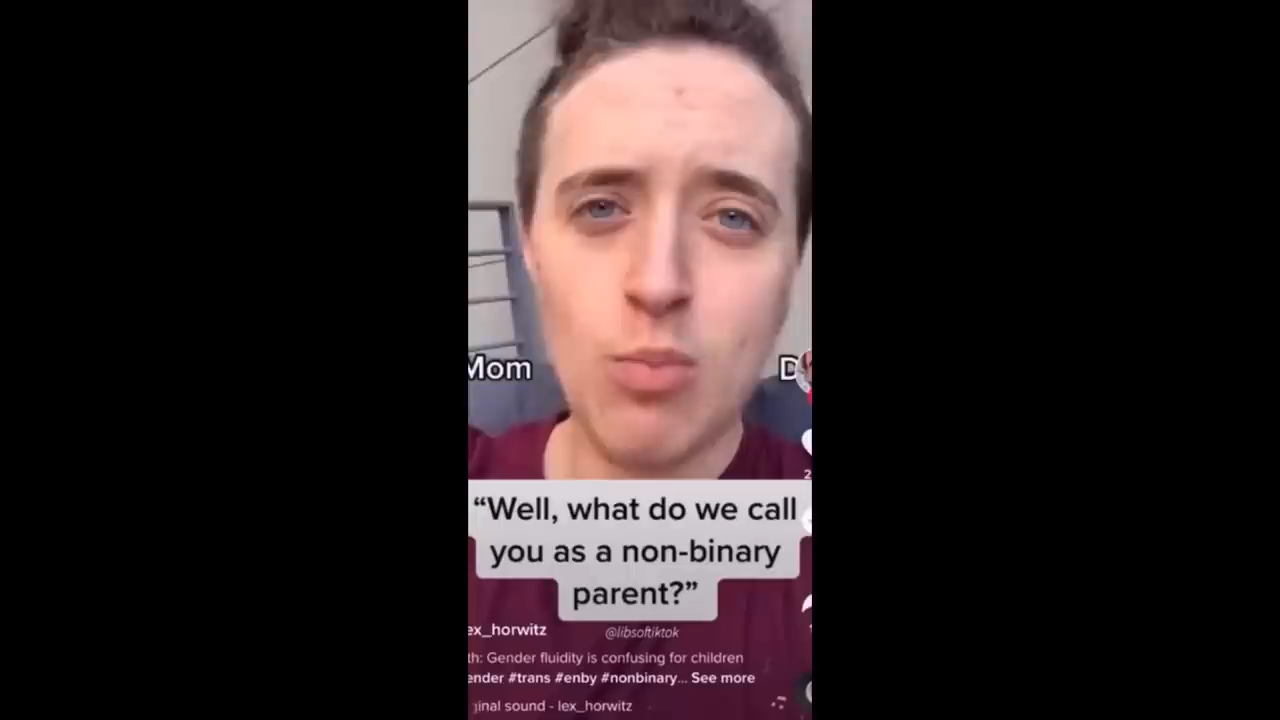 Mom
D
“Well, what do we call
you as a non-binary
parent?”
ex_horwitz
@libsoftiktok
th: Gender fluidity is confusing for children
ender #trans #enby #nonbinary... See more
ginal sound - lex_horwitz
2